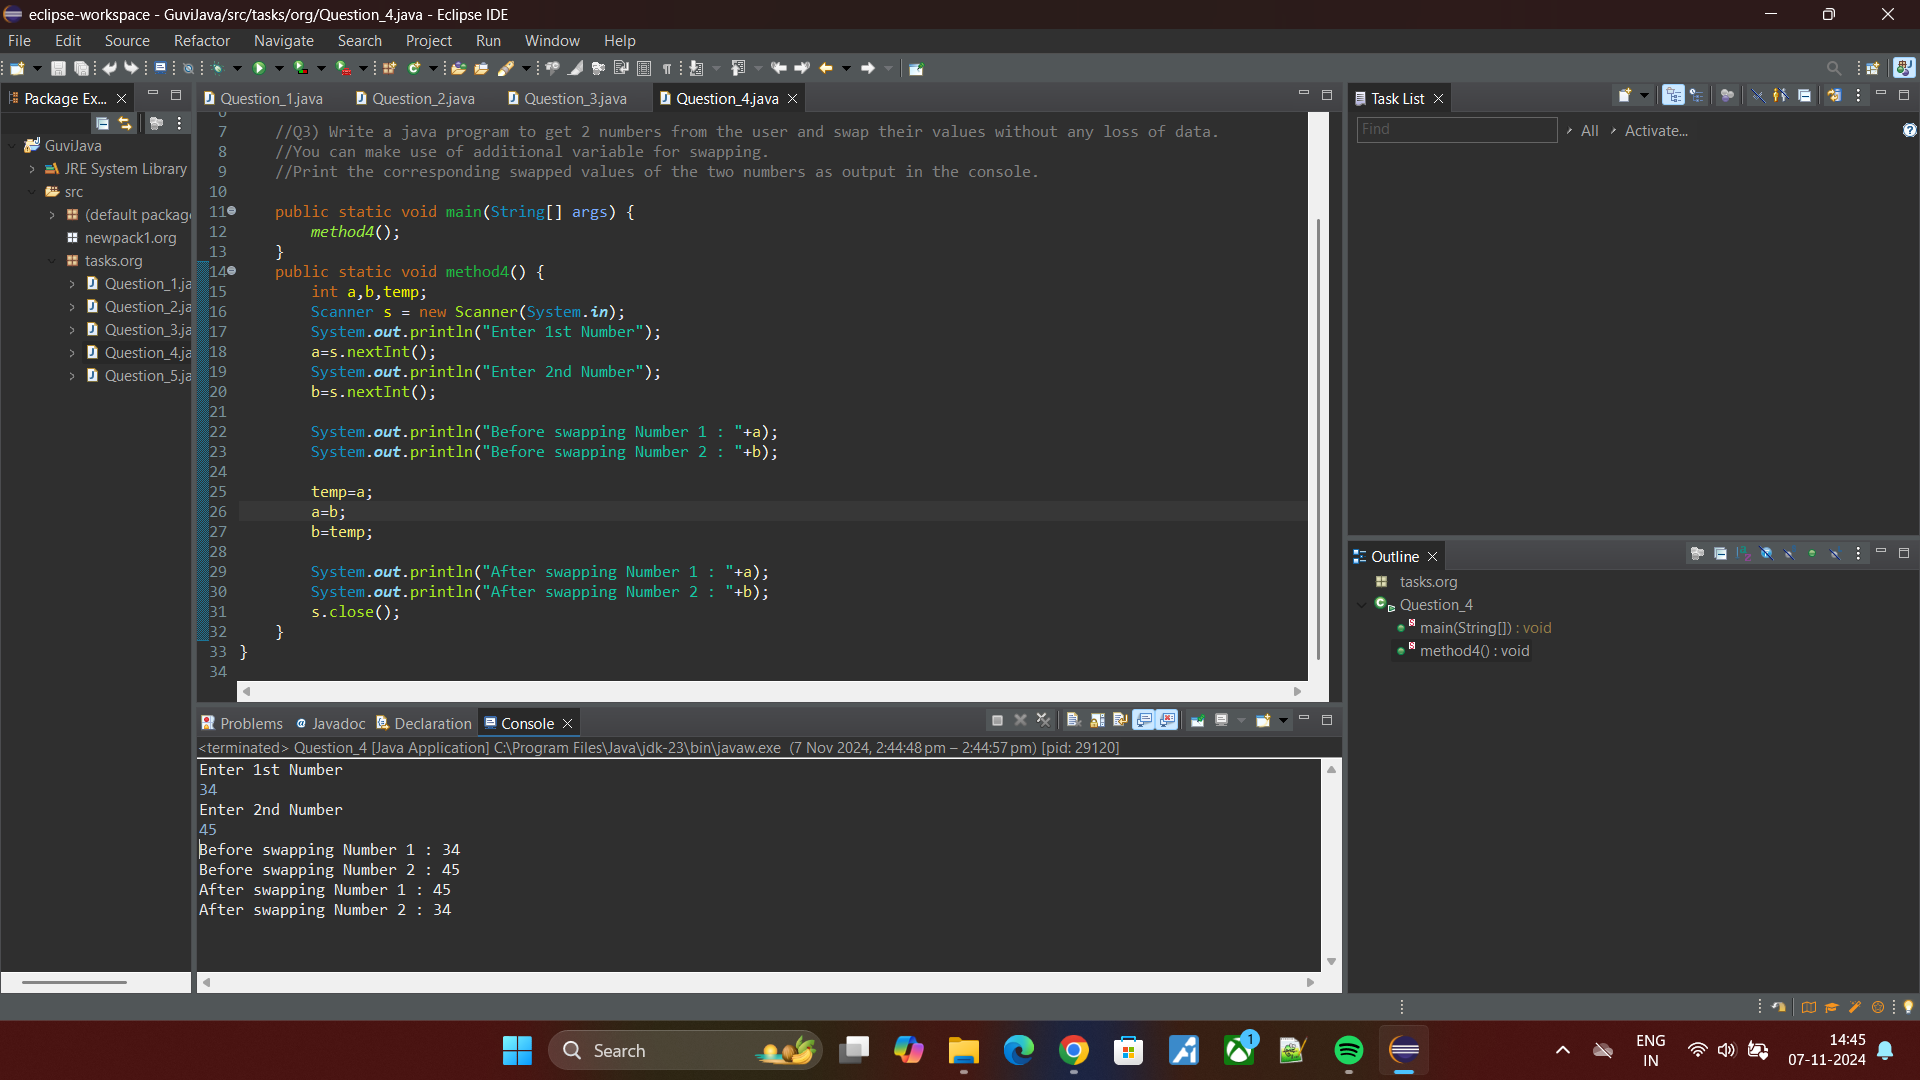 eclipse-workspace - GuviJava/src/tasks/org/Question_4.java - Eclipse IDE
File Edit Source Refactor Navigate Search Project Run Window Help
Package Ex...
GuviJava
JRE System Library
src
(default package
newpack1.org
tasks.org
Question_1.ja
Question_2.ja
Question_3.ja
Question_4.ja
Question_5.ja
Question_1.java Question_2.java Question_3.java Question_4.java
7 //Q3) Write a java program to get 2 numbers from the user and swap their values without any loss of data.
8 //You can make use of additional variable for swapping.
9 //Print the corresponding swapped values of the two numbers as output in the console.
10
11 public static void main(String[] args) {
12 method4();
13 }
14 public static void method4() {
15 int a,b,temp;
16 Scanner s = new Scanner(System.in);
17 System.out.println("Enter 1st Number");
18 a=s.nextInt();
19 System.out.println("Enter 2nd Number");
20 b=s.nextInt();
21
22 System.out.println("Before swapping Number 1 : "+a);
23 System.out.println("Before swapping Number 2 : "+b);
24
25 temp=a;
26 a=b;
27 b=temp;
28
29 System.out.println("After swapping Number 1 : "+a);
30 System.out.println("After swapping Number 2 : "+b);
31 s.close();
32 }
33 }
34
Problems Javadoc Declaration Console
<terminated> Question_4 [Java Application] C:\Program Files\Java\jdk-23\bin\javaw.exe (7 Nov 2024, 2:44:48 pm – 2:44:57 pm) [pid: 29120]
Enter 1st Number
34
Enter 2nd Number
45
Before swapping Number 1 : 34
Before swapping Number 2 : 45
After swapping Number 1 : 45
After swapping Number 2 : 34
Task List
Find All Activate...
Outline
tasks.org
Question_4
main(String[]) : void
method4() : void
Search
1
ENG
IN
14:45
07-11-2024